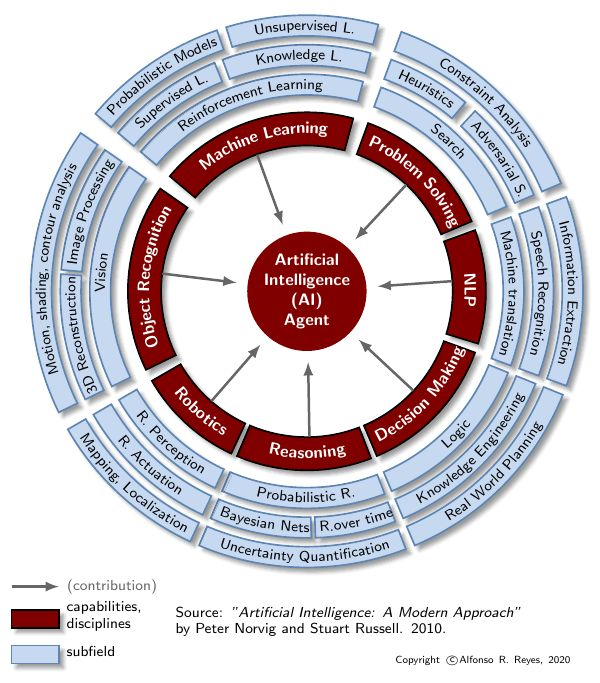 Unsupervised L.
Probabilistic Models
Knowledge L.
Supervised L.
Reinforcement Learning
Machine Learning
Constraint Analysis
Heuristics
Adversarial S.
Search
Problem Solving
Motion, shading, contour analysis
Image Processing
3D Reconstruction
Vision
Object Recognition
Artificial
Intelligence
(AI)
Agent
NLP
Machine translation
Speech Recognition
Information Extraction
Robotics
R. Perception
R. Actuation
Mapping, Localization
Reasoning
Probabilistic R.
Bayesian Nets
R.over time
Uncertainty Quantification
Decision Making
Logic
Knowledge Engineering
Real World Planning
(contribution)
capabilities,
disciplines
subfield
Source: "Artificial Intelligence: A Modern Approach"
by Peter Norvig and Stuart Russell. 2010.
Copyright ©Alfonso R. Reyes, 2020